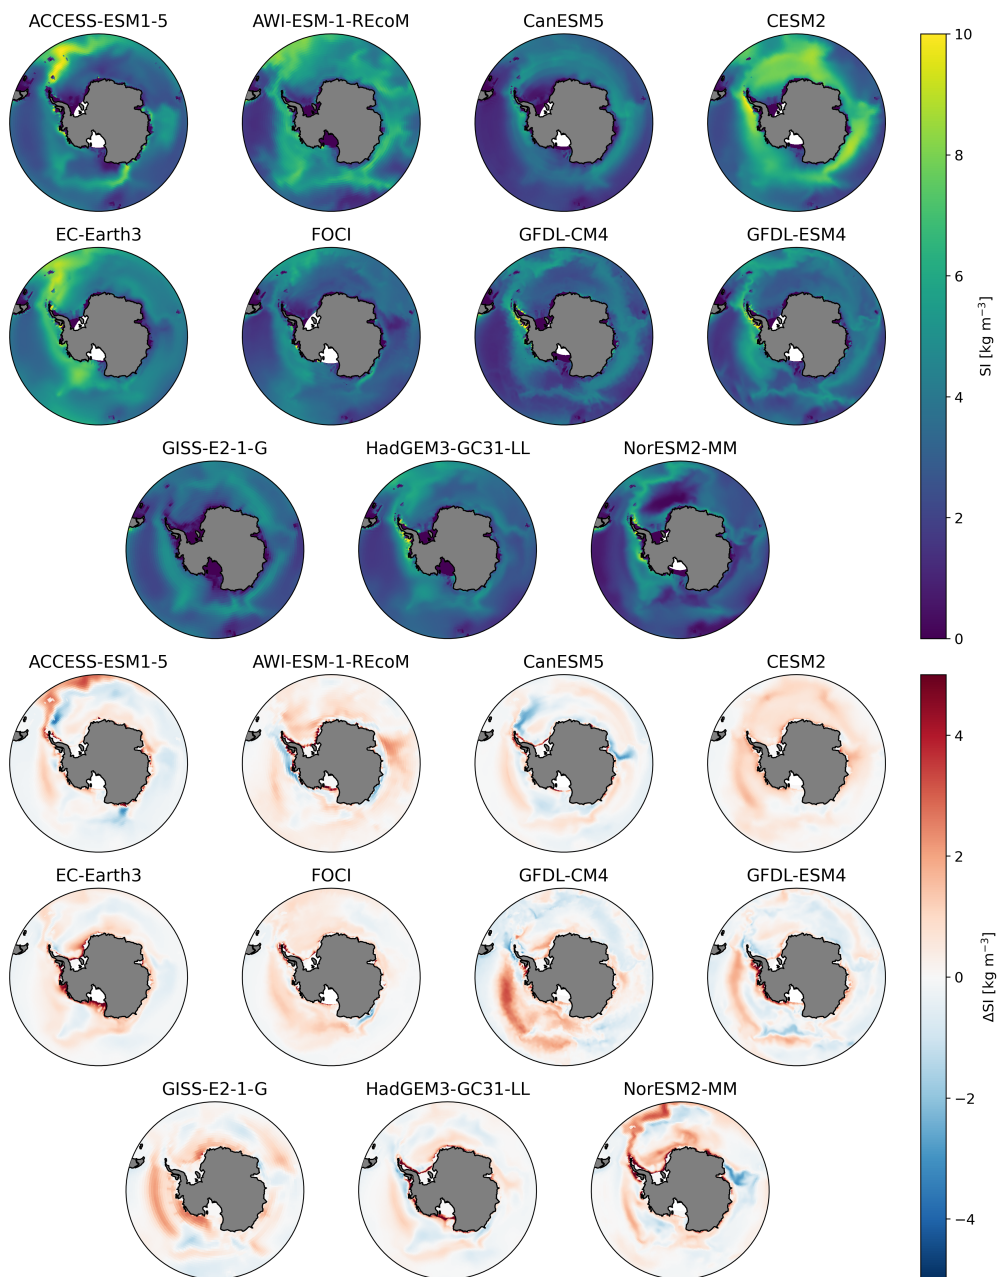 ACCESS-ESM1-5 AWI-ESM-1-REcoM CanESM5 CESM2
EC-Earth3 FOCI GFDL-CM4 GFDL-ESM4
GISS-E2-1-G HadGEM3-GC31-LL NorESM2-MM
10
8
6
4
2
0
SI [kg m⁻³]
ACCESS-ESM1-5 AWI-ESM-1-REcoM CanESM5 CESM2
EC-Earth3 FOCI GFDL-CM4 GFDL-ESM4
GISS-E2-1-G HadGEM3-GC31-LL NorESM2-MM
4
2
0
−2
−4
ΔSI [kg m⁻³]